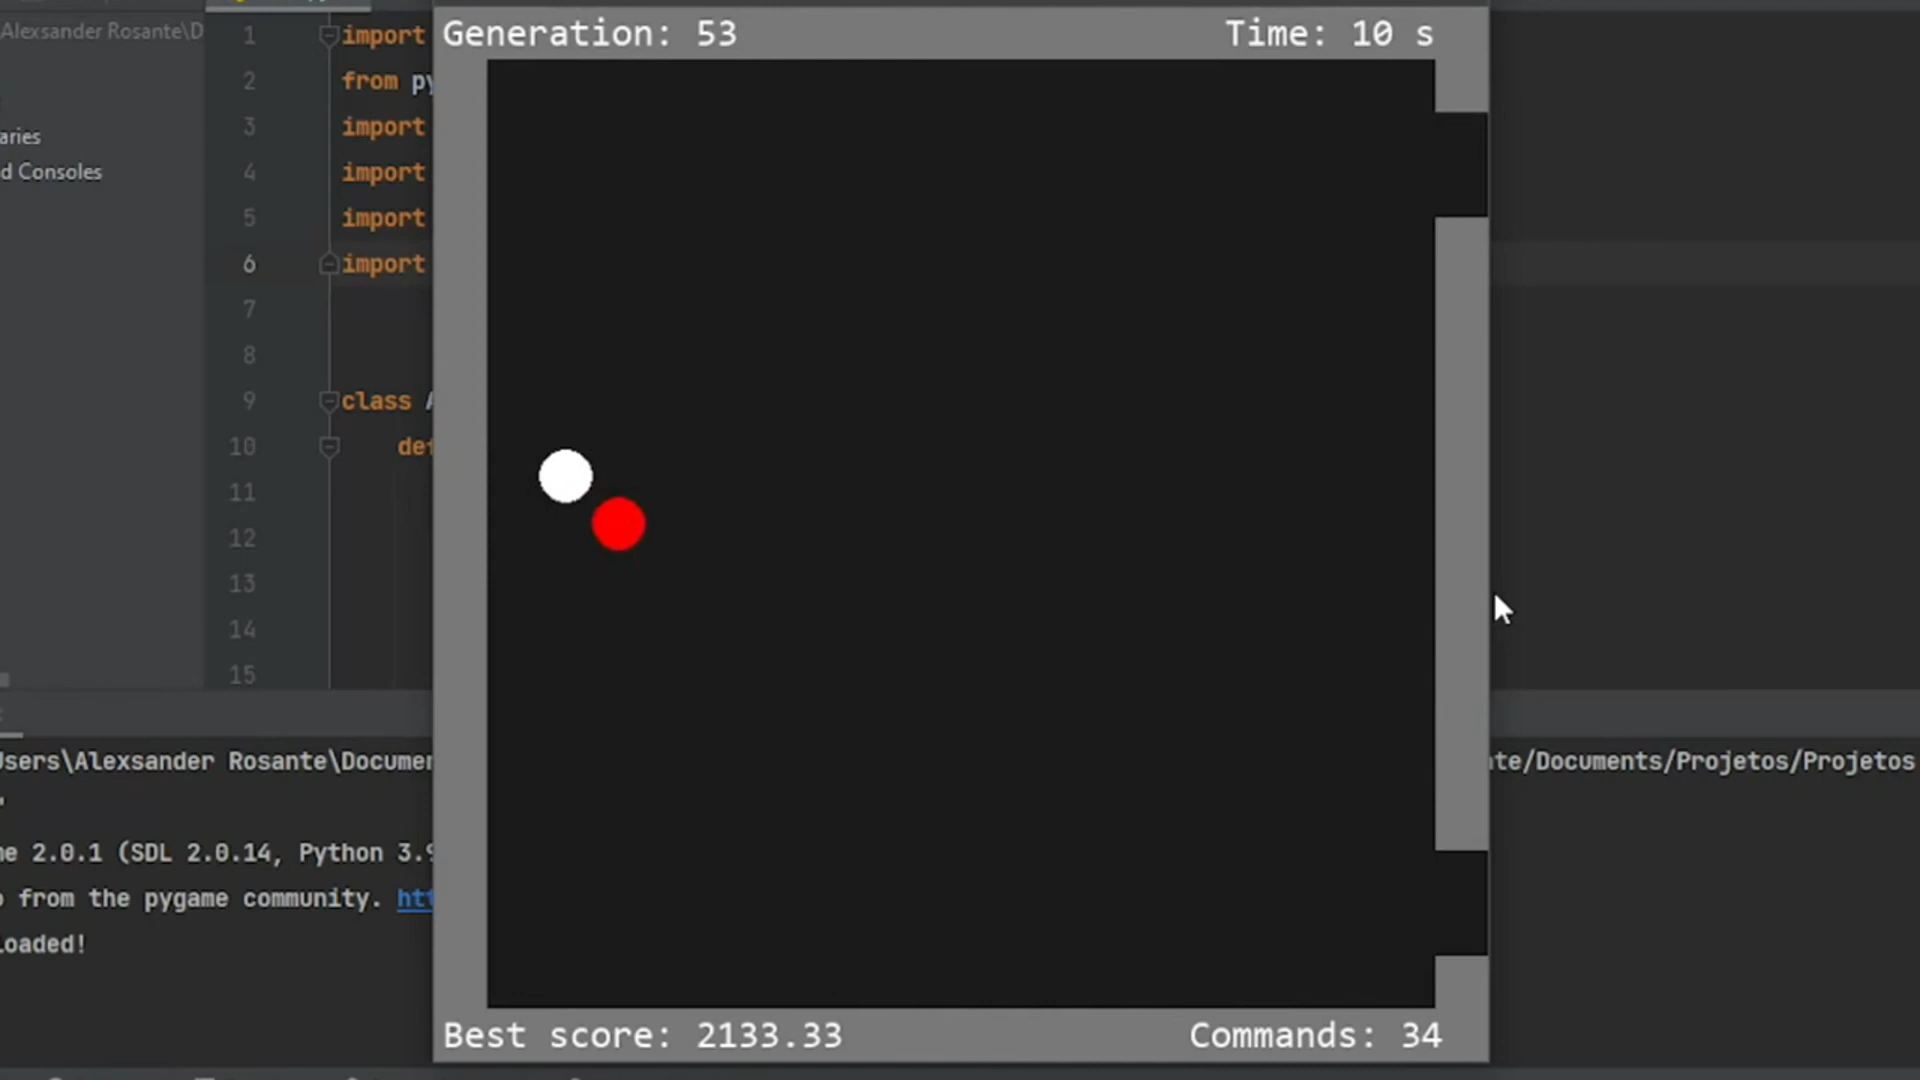 Alexsander Rosante\D
aries
d Consoles
1 import
2 from py
3 import
4 import
5 import
6 import
7
8
9 class
10 def
11
12
13
14
15
Generation: 53 Time: 10 s
Best score: 2133.33 Commands: 34
Users\Alexsander Rosante\Documen
nte/Documents/Projetos/Projetos
me 2.0.1 (SDL 2.0.14, Python 3.9
o from the pygame community. htt
loaded!